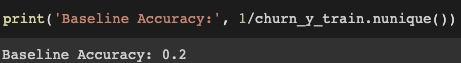 print('Baseline Accuracy:', 1/churn_y_train.nunique())
Baseline Accuracy: 0.2